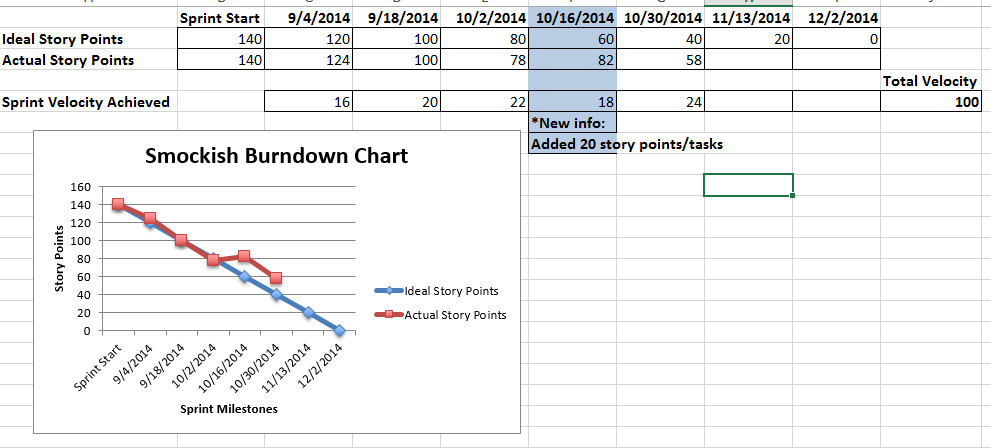 Sprint Start 9/4/2014 9/18/2014 10/2/2014 10/16/2014 10/30/2014 11/13/2014 12/2/2014
Ideal Story Points 140 120 100 80 60 40 20 0
Actual Story Points 140 124 100 78 82 58
Total Velocity
Sprint Velocity Achieved 16 20 22 18 24 100
*New info:
Added 20 story points/tasks
Smockish Burndown Chart
Story Points
160
140
120
100
80
60
40
20
0
Ideal Story Points
Actual Story Points
Sprint Start
9/4/2014
9/18/2014
10/2/2014
10/16/2014
10/30/2014
11/13/2014
12/2/2014
Sprint Milestones